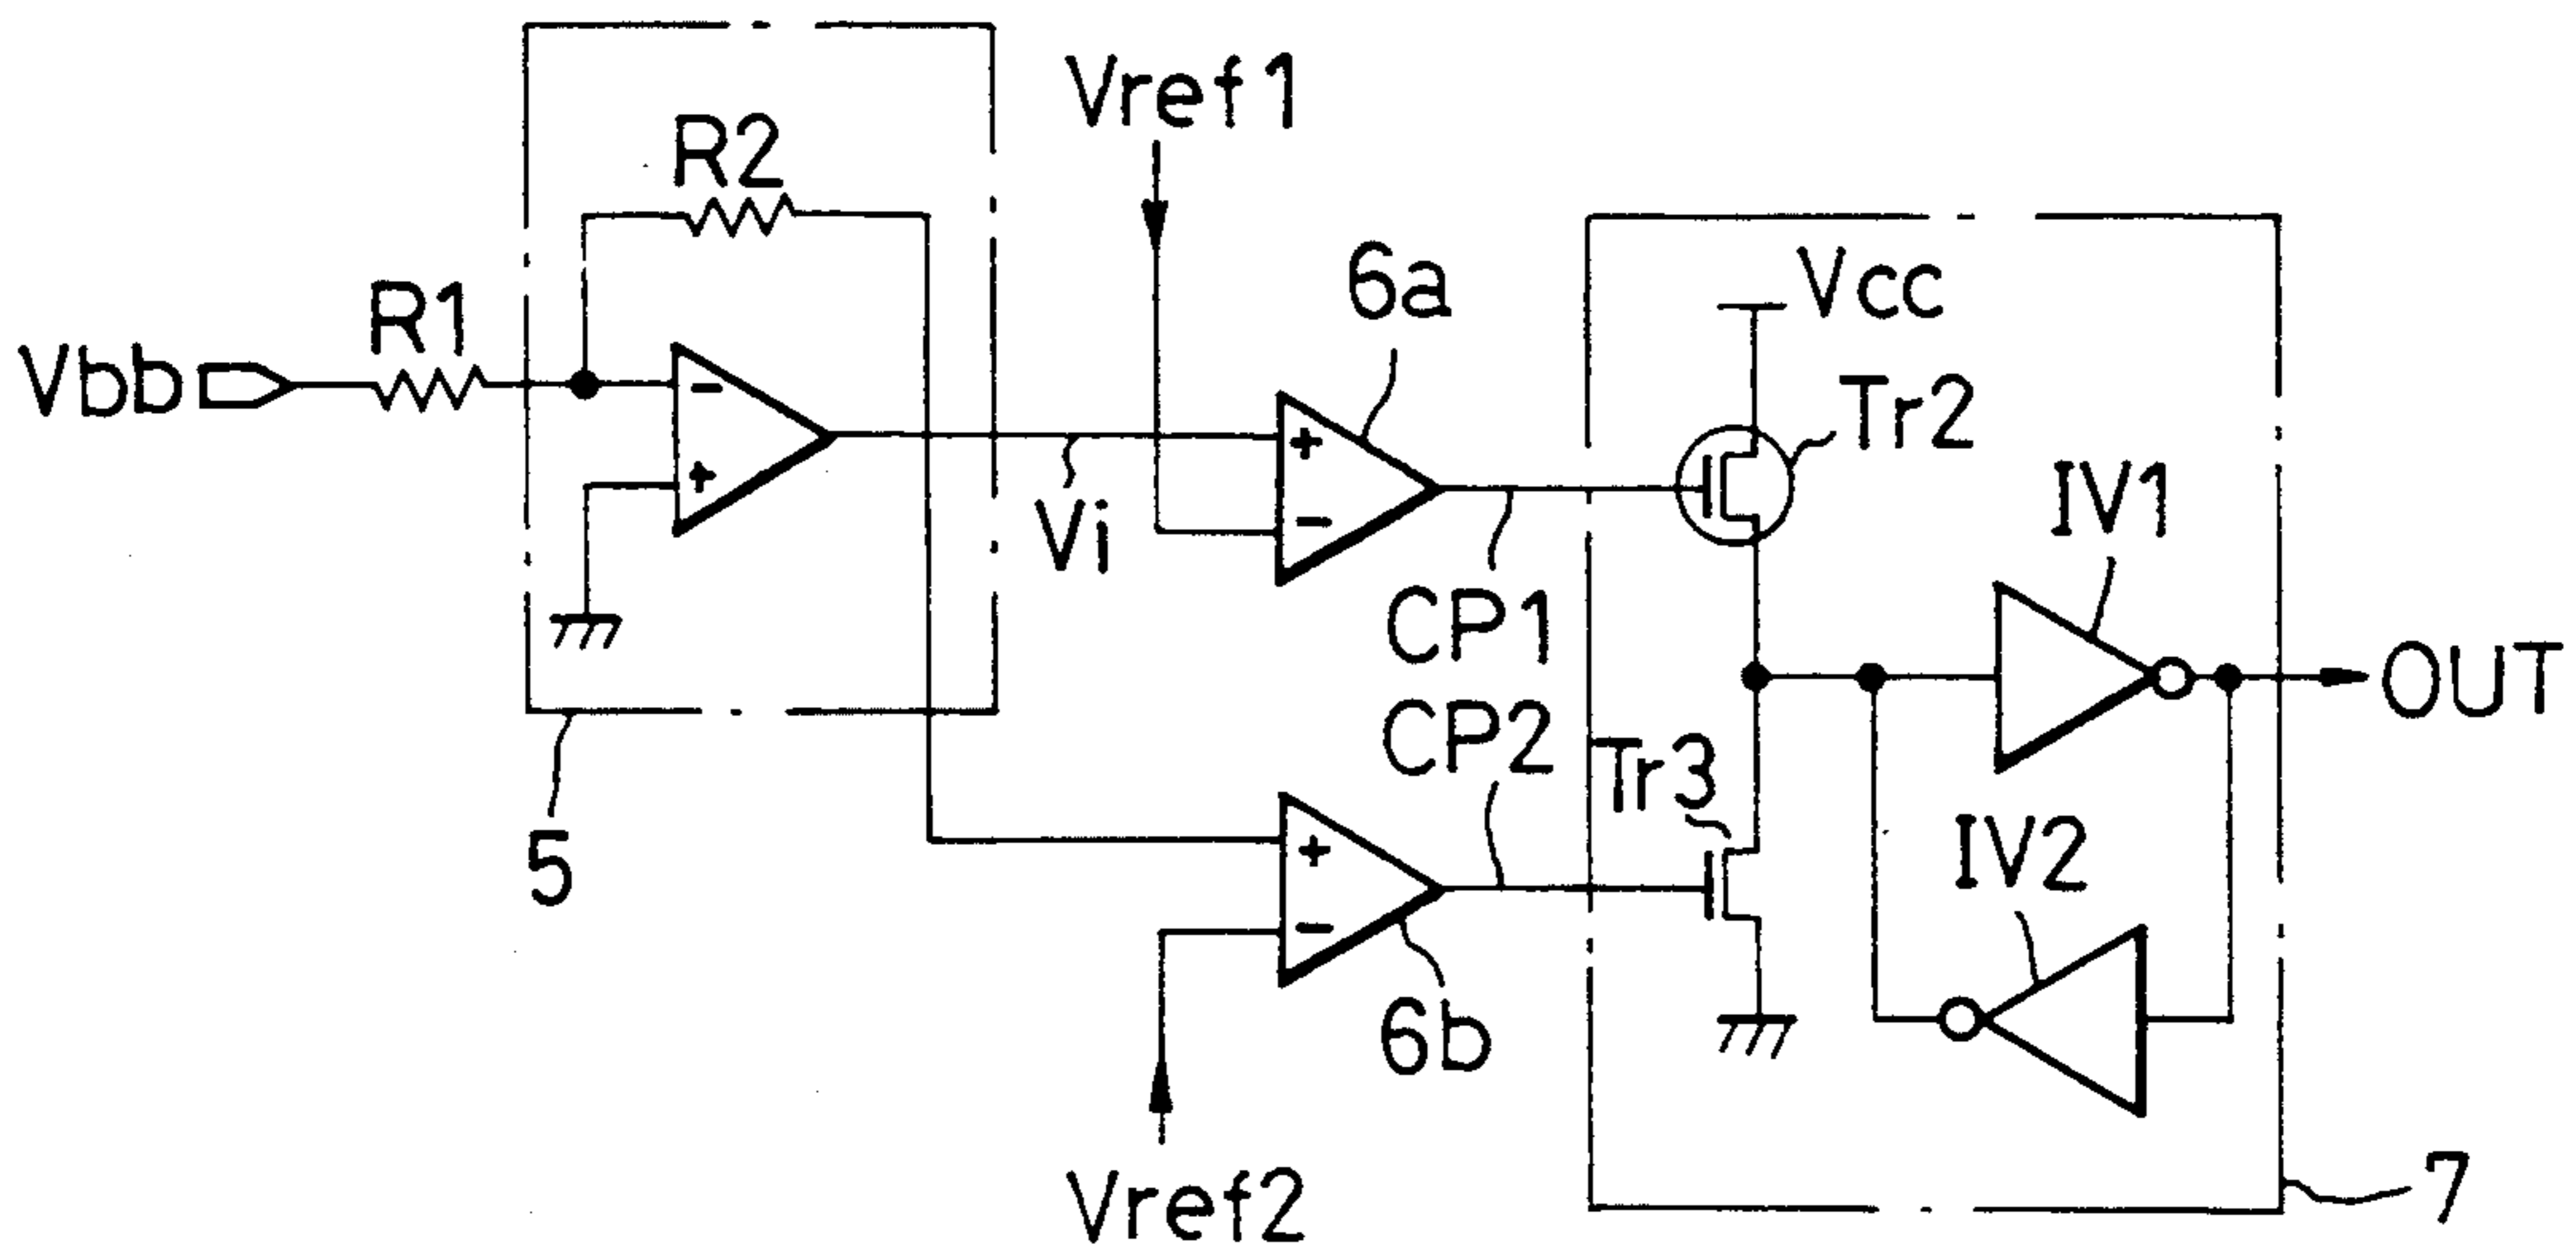 Vref1
R2
6a
Vcc
R1
Vbb
-
+
Tr2
+
-
IV1
Vi
CP1
OUT
CP2
Tr3
5
IV2
+
-
6b
Vref2
7